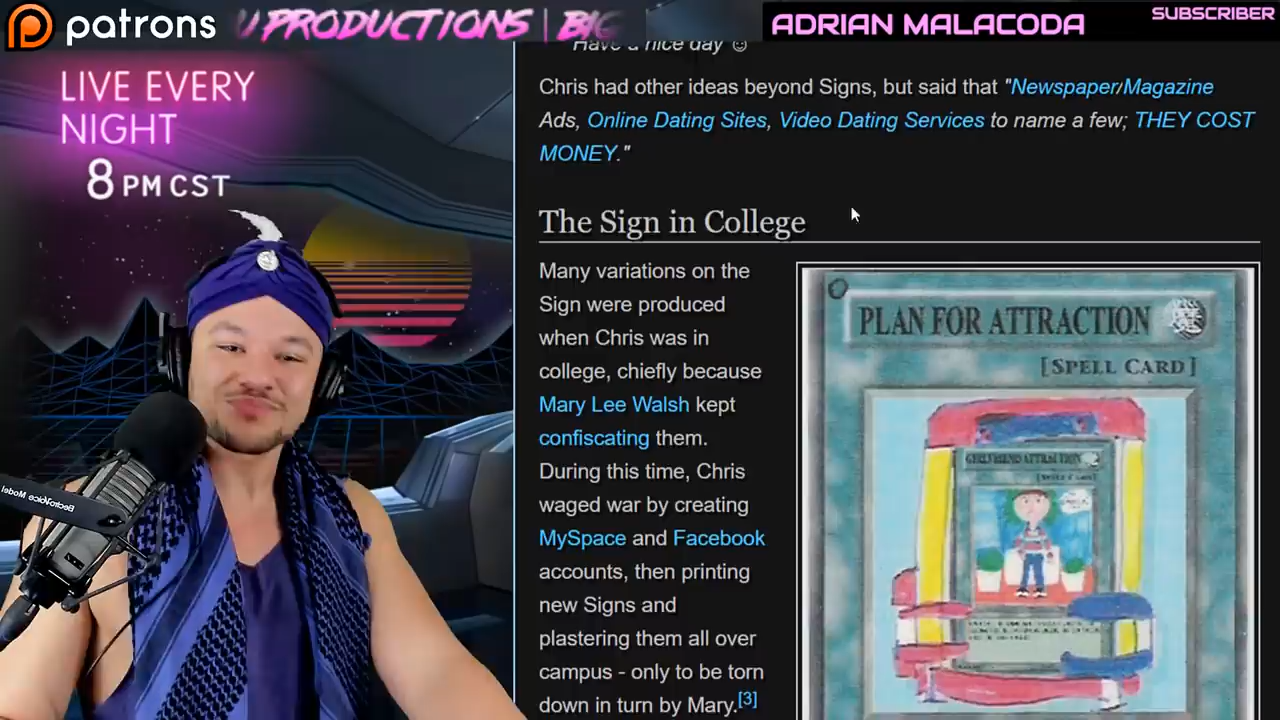 patrons
U PRODUCTIONS | BIG
ADRIAN MALACODA
SUBSCRIBER
LIVE EVERY
NIGHT
8 PM CST
Have a nice day ☺
Chris had other ideas beyond Signs, but said that "Newspaper/Magazine
Ads, Online Dating Sites, Video Dating Services to name a few; THEY COST
MONEY."
The Sign in College
Many variations on the
Sign were produced
when Chris was in
college, chiefly because
Mary Lee Walsh kept
confiscating them.
During this time, Chris
waged war by creating
MySpace and Facebook
accounts, then printing
new Signs and
plastering them all over
campus - only to be torn
down in turn by Mary.[3]
PLAN FOR ATTRACTION
[SPELL CARD]
GIRLFRIEND ATTRACTION
[SPELL CARD]